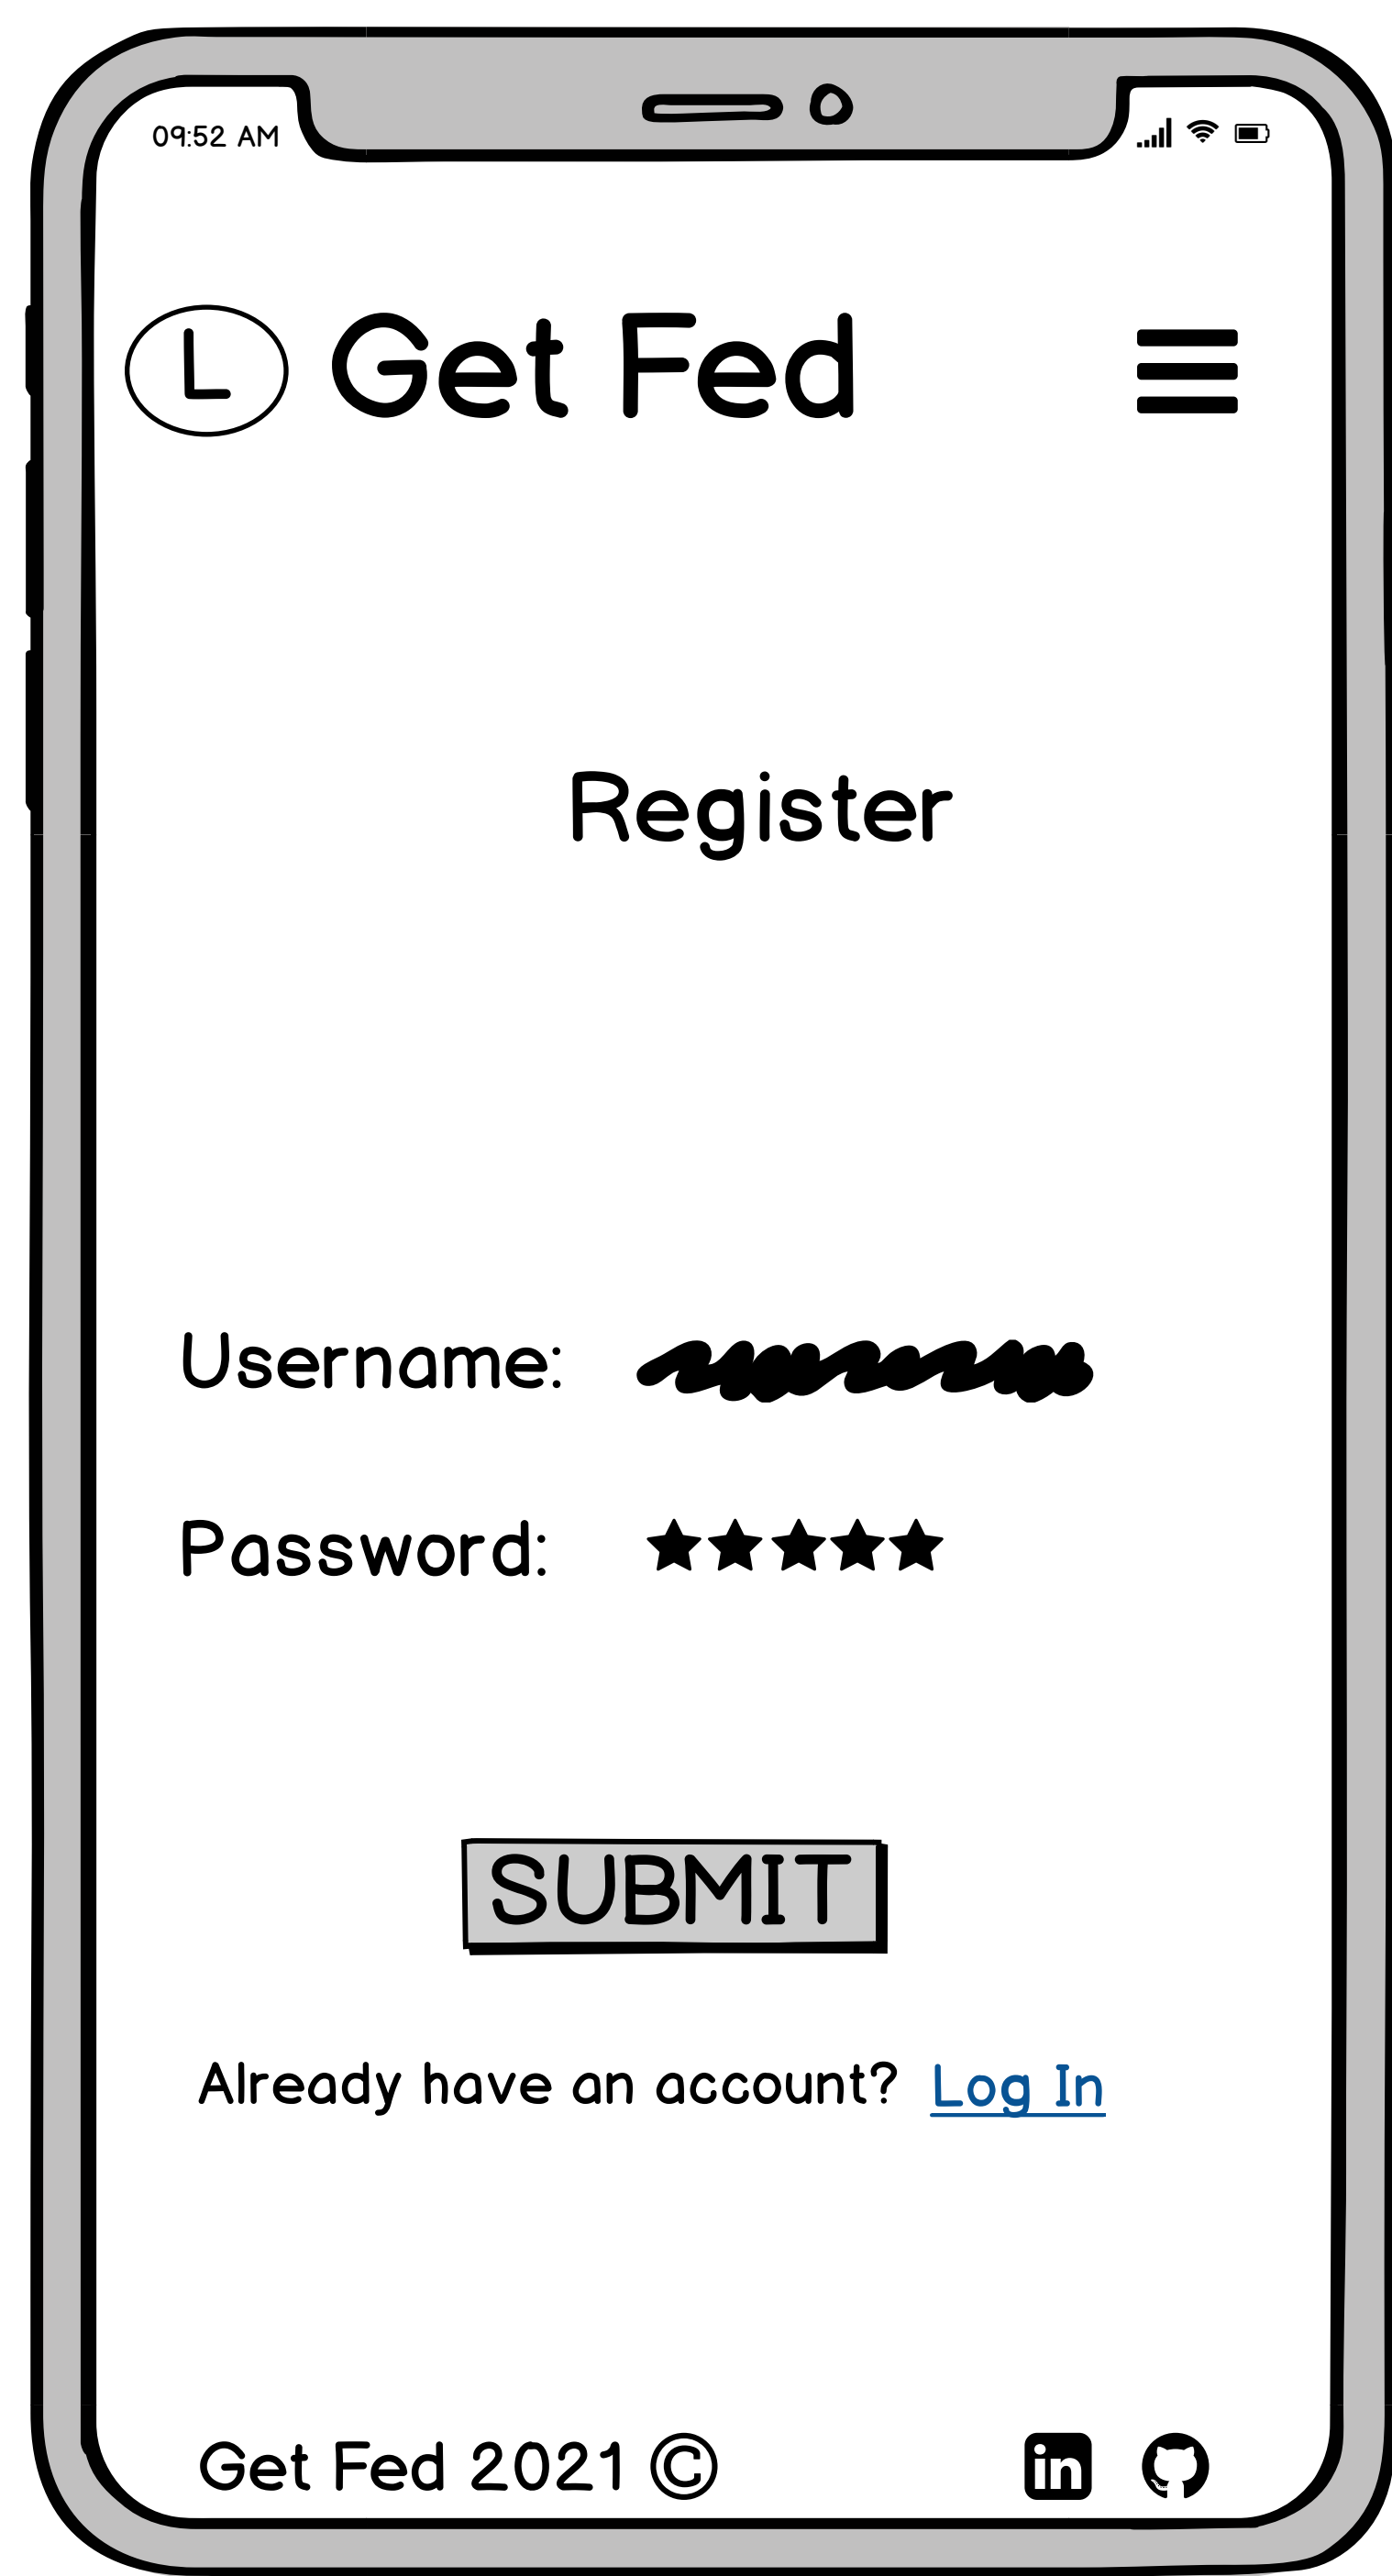 09:52 AM
L Get Fed
Register
Username:
Password:
SUBMIT
Already have an account? Log In
Get Fed 2021 ©
in